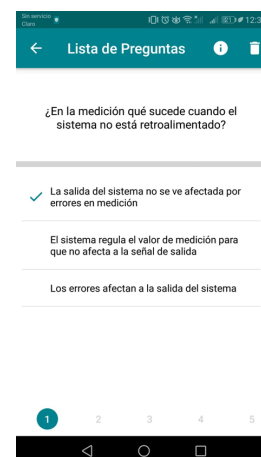 Sin servicio
Claro
12:3
Lista de Preguntas
¿En la medición qué sucede cuando el
sistema no está retroalimentado?
La salida del sistema no se ve afectada por
errores en medición
El sistema regula el valor de medición para
que no afecta a la señal de salida
Los errores afectan a la salida del sistema
1 2 3 4 5